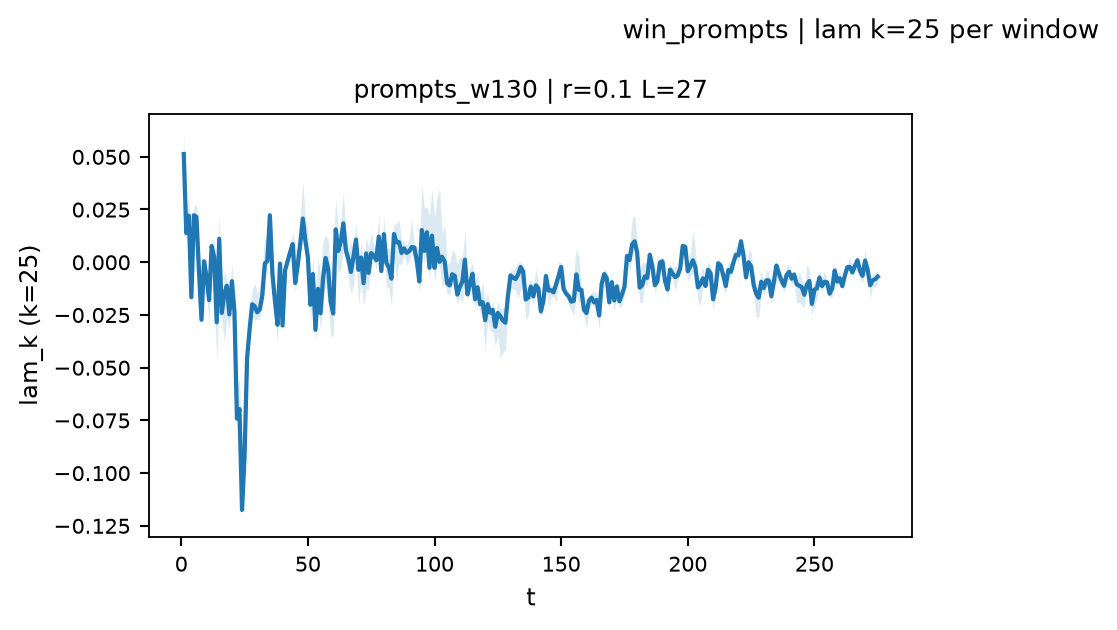 win_prompts | lam k=25 per window
prompts_w130 | r=0.1 L=27
lam_k (k=25)
0.050
0.025
0.000
−0.025
−0.050
−0.075
−0.100
−0.125
0 50 100 150 200 250
t